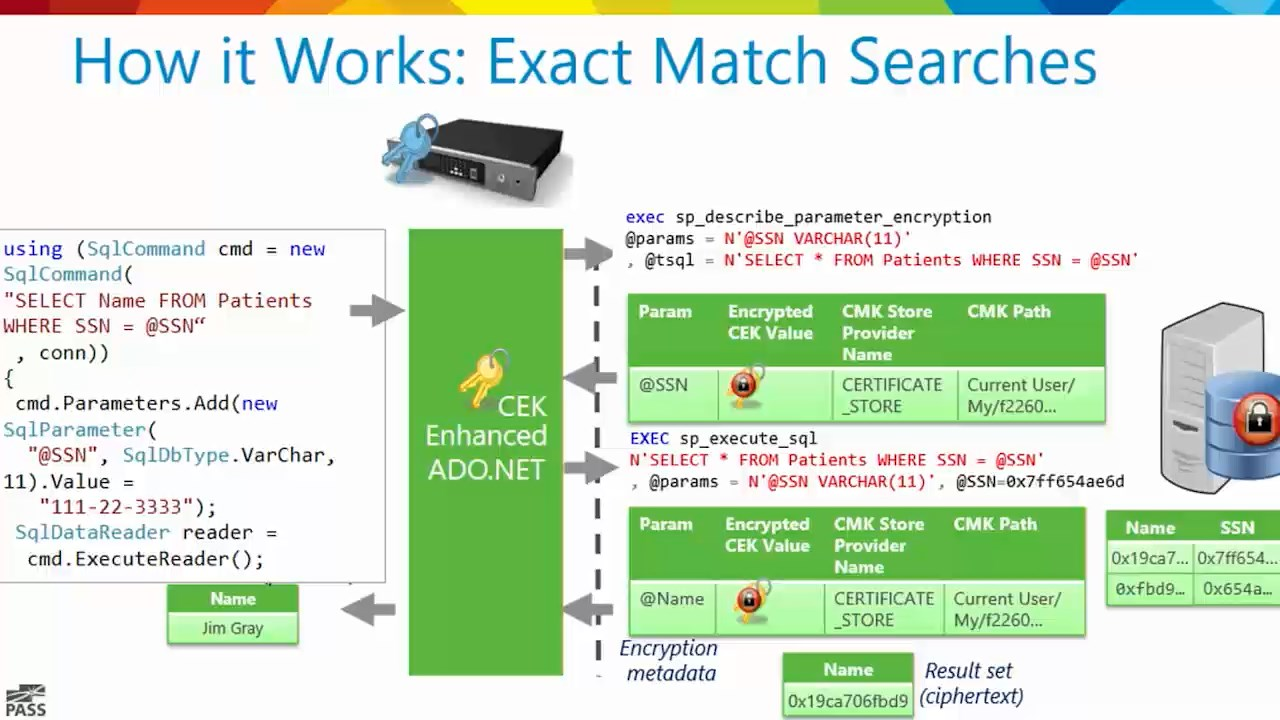 How it Works: Exact Match Searches
using (SqlCommand cmd = new
SqlCommand(
"SELECT Name FROM Patients
WHERE SSN = @SSN“
, conn))
{
cmd.Parameters.Add(new
SqlParameter(
"@SSN", SqlDbType.VarChar,
11).Value =
"111-22-3333");
SqlDataReader reader =
cmd.ExecuteReader();
Name
Jim Gray
CEK
Enhanced
ADO.NET
exec sp_describe_parameter_encryption
@params = N'@SSN VARCHAR(11)'
, @tsql = N'SELECT * FROM Patients WHERE SSN = @SSN'
Param Encrypted CEK Value CMK Store Provider Name CMK Path
@SSN CERTIFICATE _STORE Current User/ My/f2260...
EXEC sp_execute_sql
N'SELECT * FROM Patients WHERE SSN = @SSN'
, @params = N'@SSN VARCHAR(11)', @SSN=0x7ff654ae6d
Param Encrypted CEK Value CMK Store Provider Name CMK Path
@Name CERTIFICATE _STORE Current User/ My/f2260...
Name SSN
0x19ca7... 0x7ff654...
0xfbd9... 0x654a...
Encryption
metadata
Name
0x19ca706fbd9
Result set
(ciphertext)
PASS